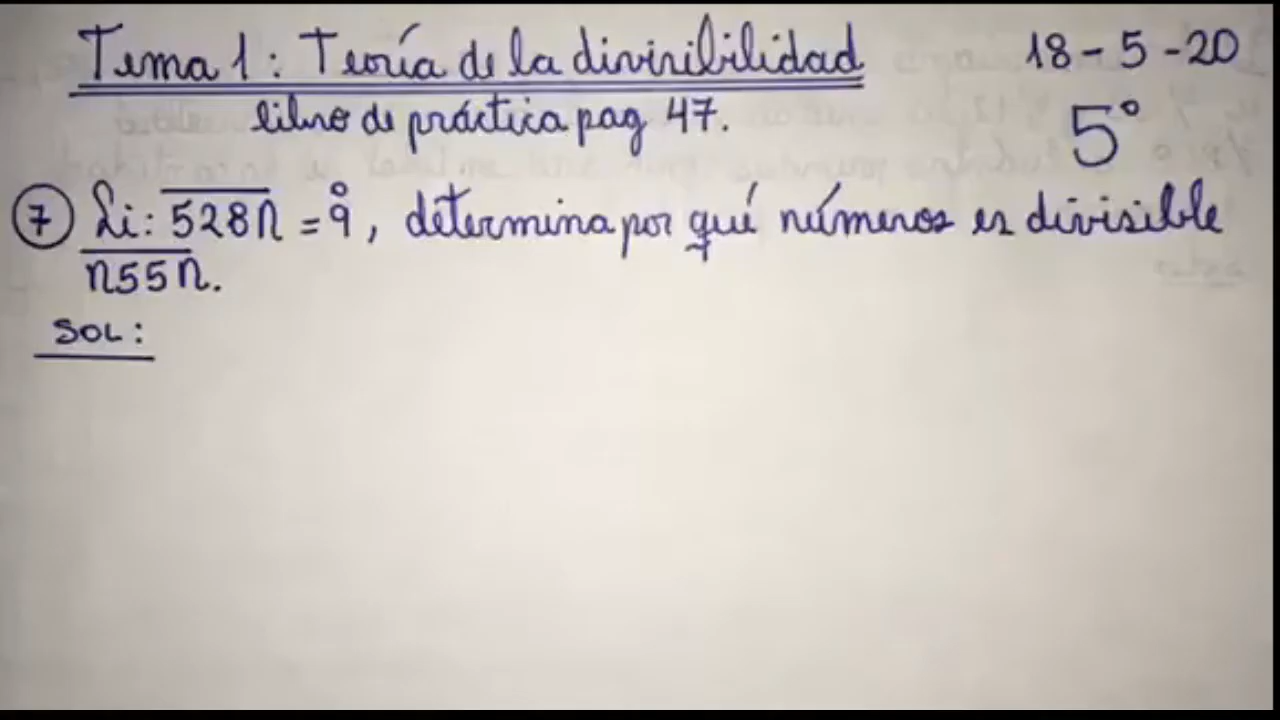 Tema 1: Teoría de la divisibilidad 18-5-20
libro de práctica pag 47. 5°
7 Si: 528n = 9̊, determina por qué números es divisible
n55n.
SOL: